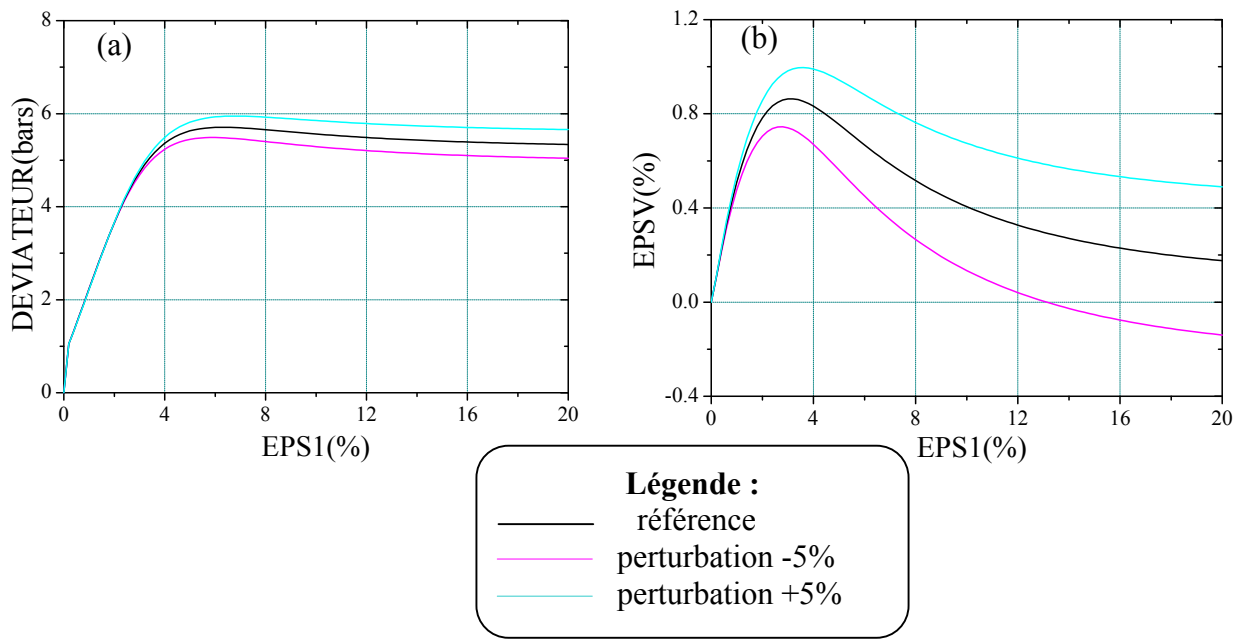 (a)
DEVIATEUR(bars)
8
6
4
2
0
0 4 8 12 16 20
EPS1(%)
(b)
EPSV(%)
1.2
0.8
0.4
0.0
-0.4
0 4 8 12 16 20
EPS1(%)
Légende :
référence
perturbation -5%
perturbation +5%